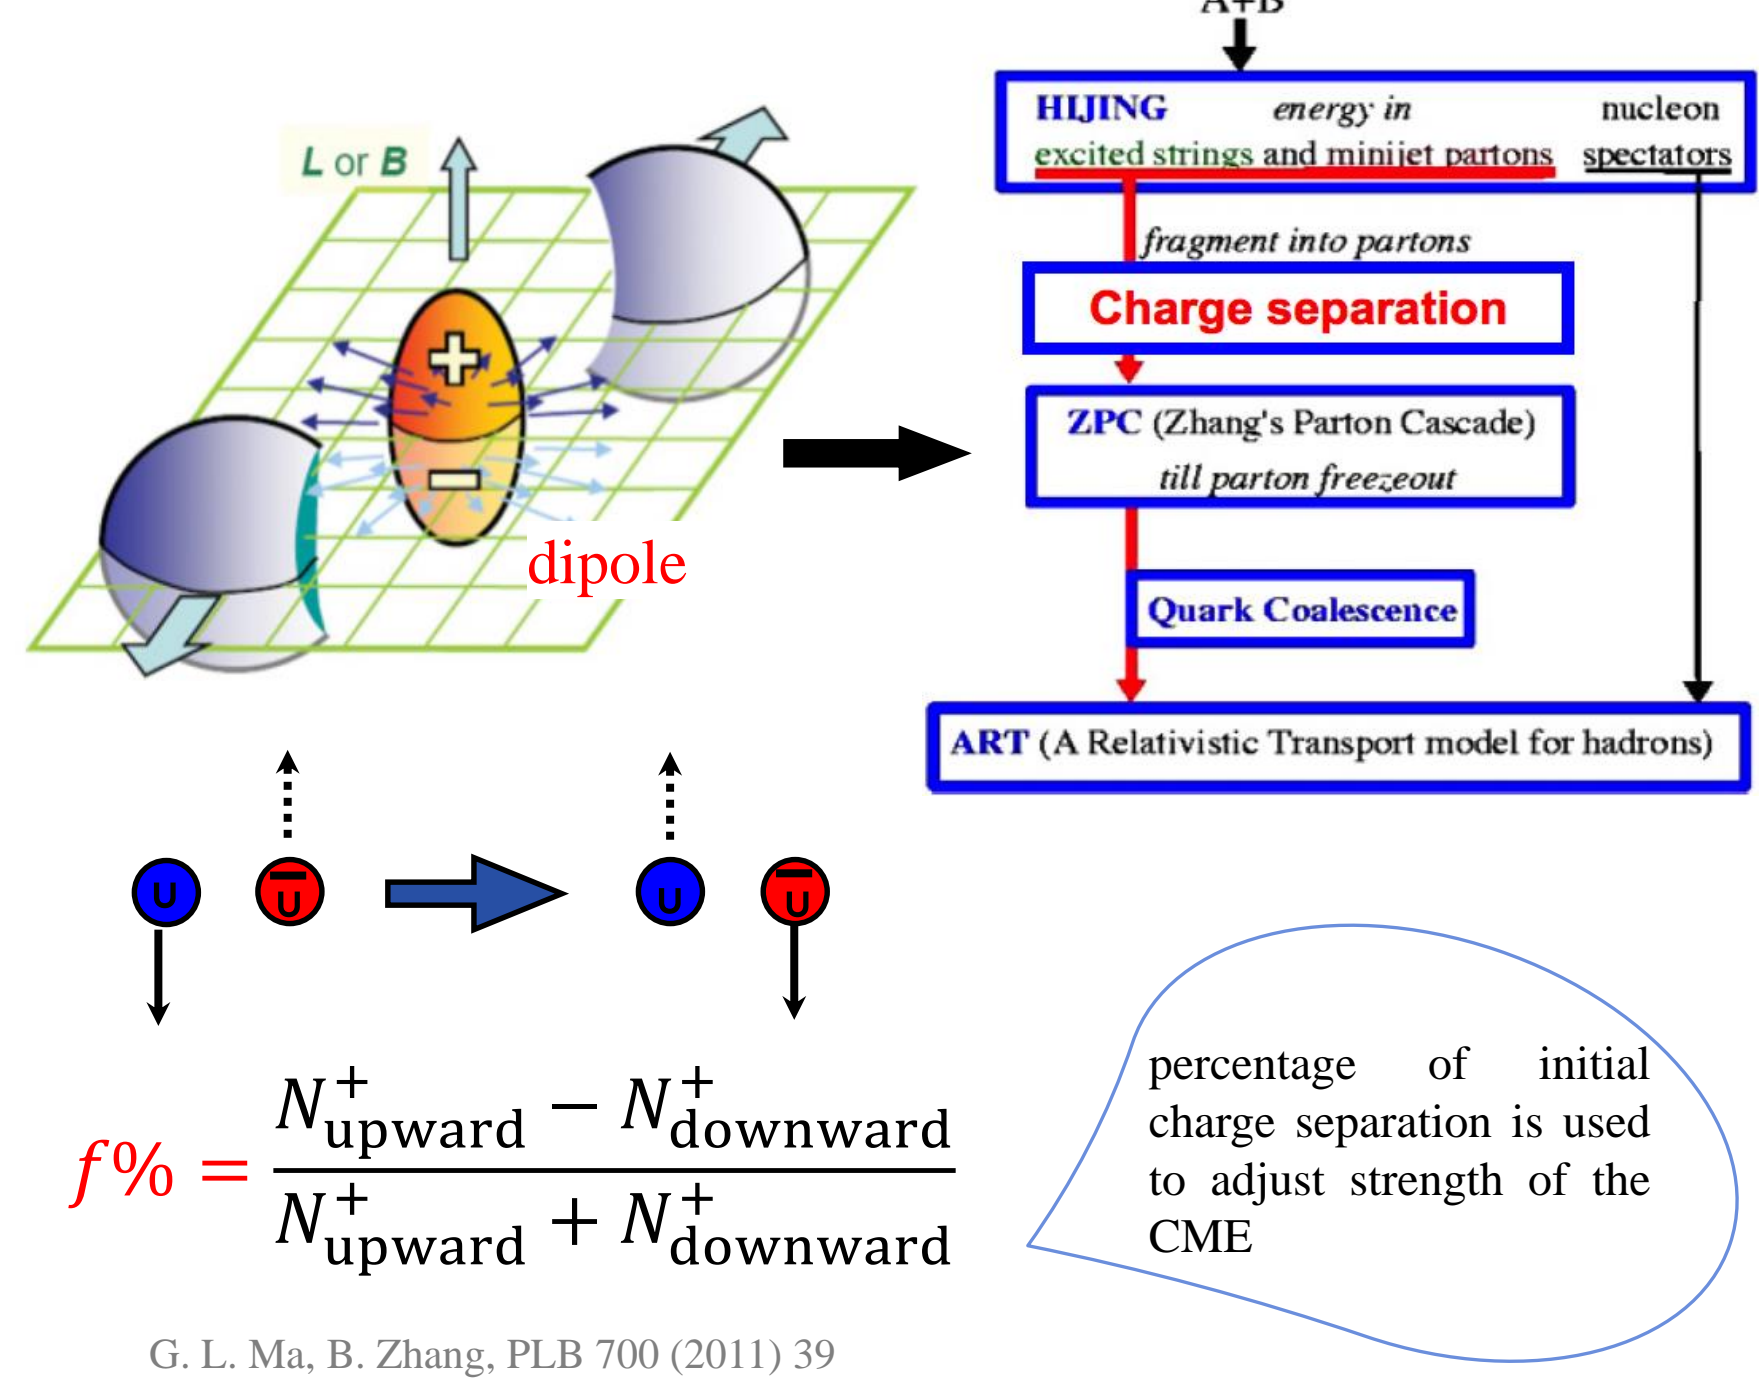 A+B
HIJING energy in nucleon
excited strings and minijet partons spectators
L or B
fragment into partons
Charge separation
+
ZPC (Zhang's Parton Cascade)
till parton freezeout
−
dipole
Quark Coalescence
ART (A Relativistic Transport model for hadrons)
U U̅ U U̅
f% = (N⁺upward − N⁺downward) / (N⁺upward + N⁺downward)
percentage of initial
charge separation is used
to adjust strength of the
CME
G. L. Ma, B. Zhang, PLB 700 (2011) 39